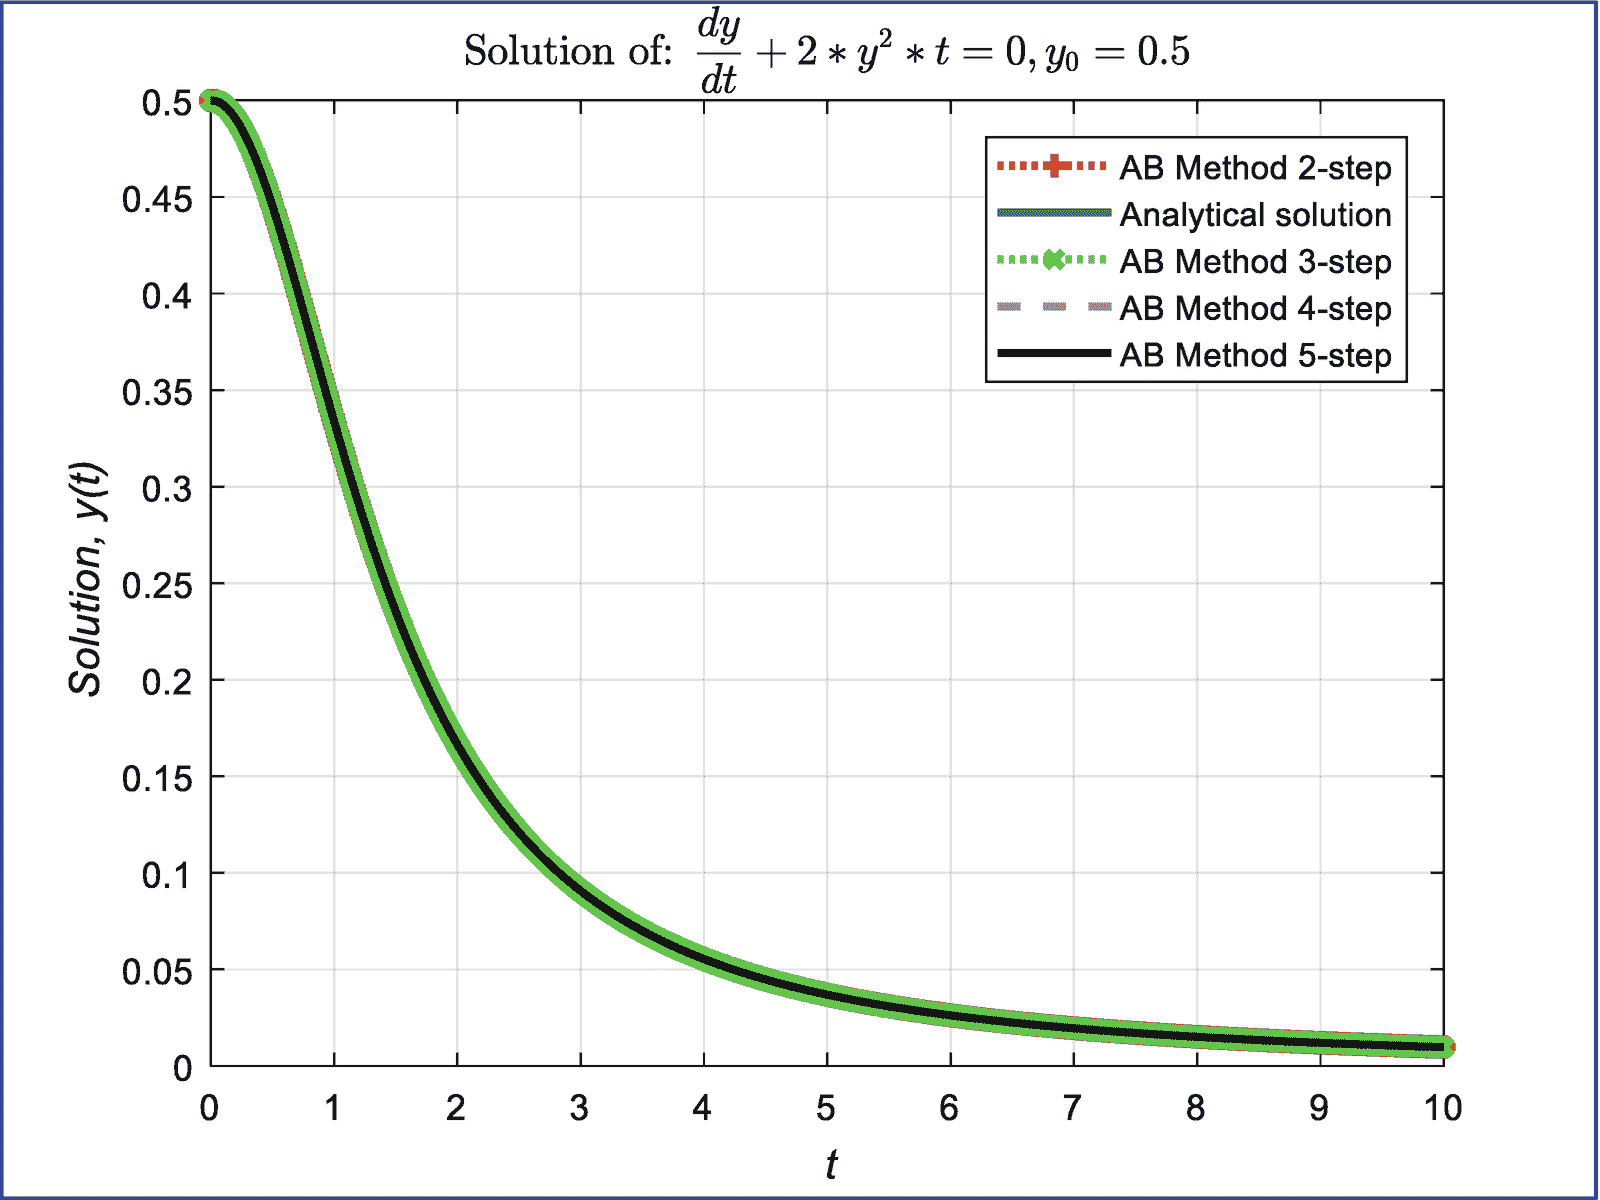 Solution of: dy/dt + 2 ∗ y² ∗ t = 0, y₀ = 0.5
AB Method 2-step
Analytical solution
AB Method 3-step
AB Method 4-step
AB Method 5-step
Solution, y(t)
0.5
0.45
0.4
0.35
0.3
0.25
0.2
0.15
0.1
0.05
0
0 1 2 3 4 5 6 7 8 9 10
t